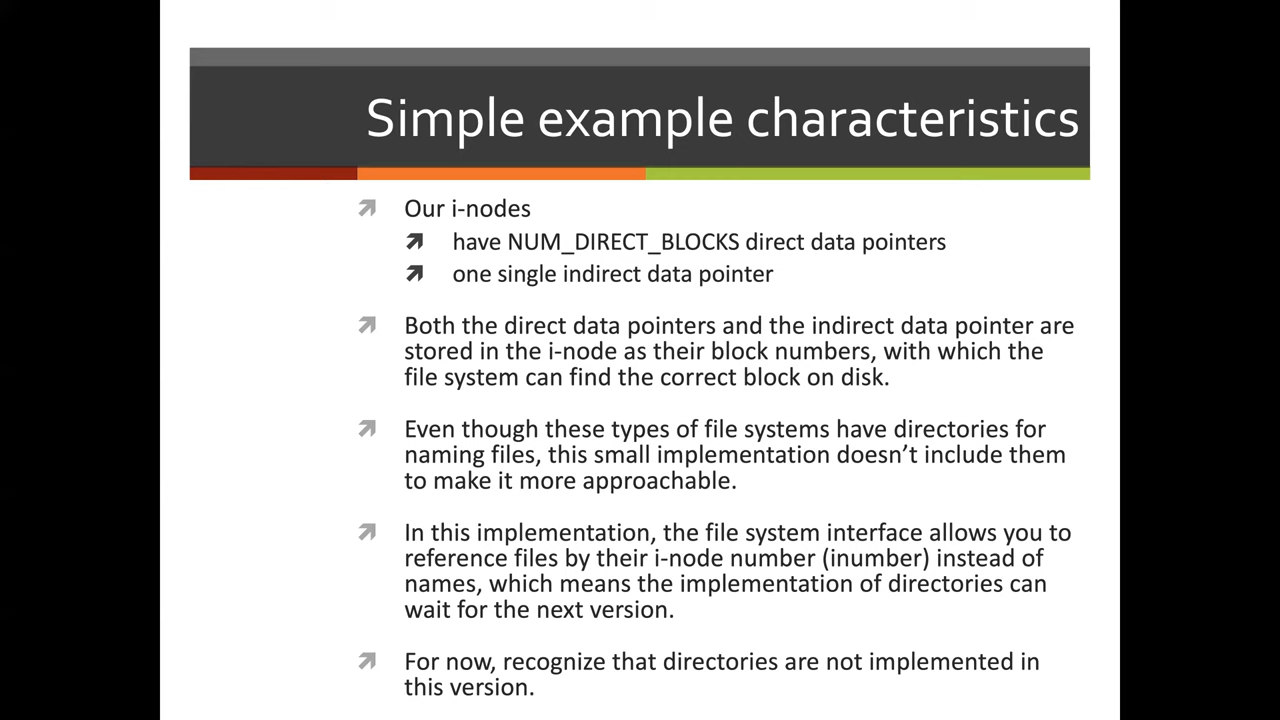 Simple example characteristics
Our i-nodes
have NUM_DIRECT_BLOCKS direct data pointers
one single indirect data pointer
Both the direct data pointers and the indirect data pointer are
stored in the i-node as their block numbers, with which the
file system can find the correct block on disk.
Even though these types of file systems have directories for
naming files, this small implementation doesn’t include them
to make it more approachable.
In this implementation, the file system interface allows you to
reference files by their i-node number (inumber) instead of
names, which means the implementation of directories can
wait for the next version.
For now, recognize that directories are not implemented in
this version.